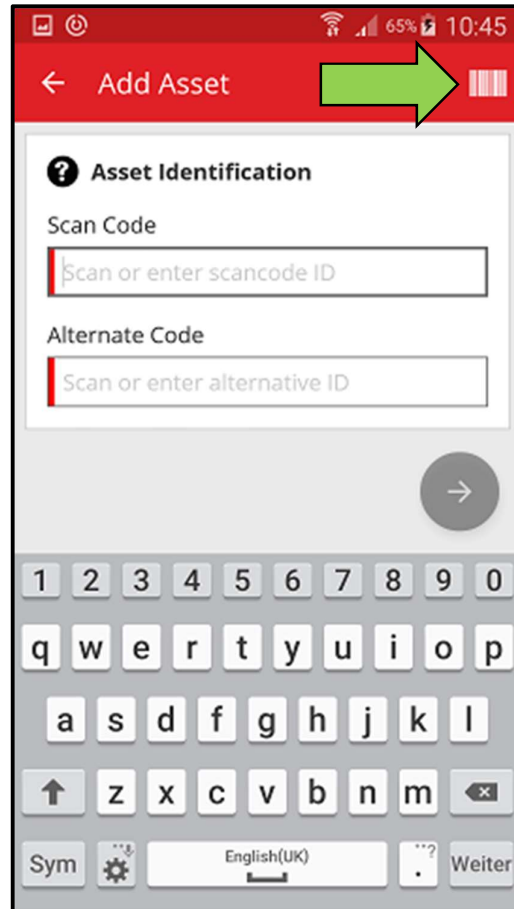 65% 10:45
Add Asset
? Asset Identification
Scan Code
Scan or enter scancode ID
Alternate Code
Scan or enter alternative ID
1 2 3 4 5 6 7 8 9 0
q w e r t y u i o p
a s d f g h j k l
z x c v b n m
Sym English(UK) . ? Weiter